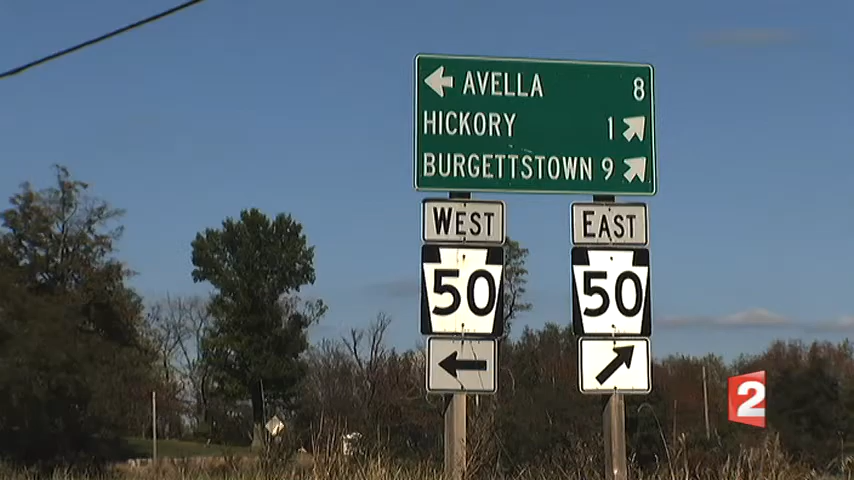 AVELLA 8
HICKORY 1
BURGETTSTOWN 9
WEST EAST
50 50
2